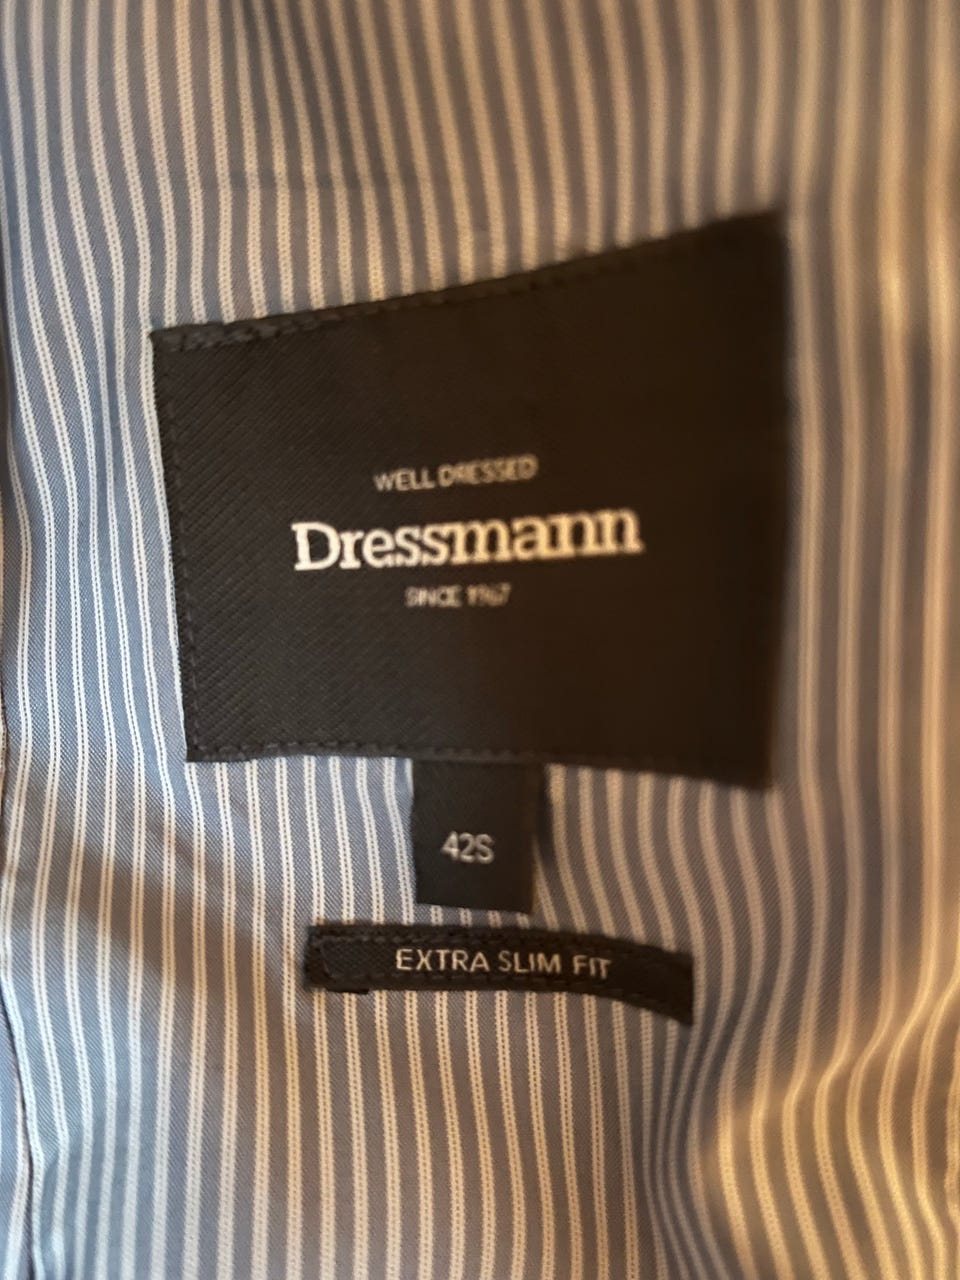 WELL DRESSED
Dressmann
SINCE 1967
42S
EXTRA SLIM FIT